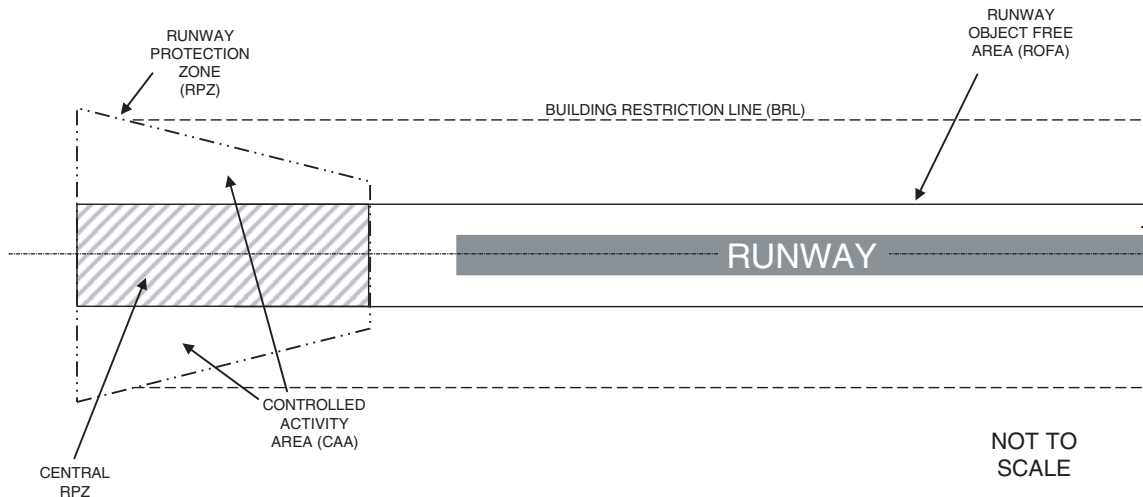 RUNWAY
PROTECTION
ZONE
(RPZ)
RUNWAY
OBJECT FREE
AREA (ROFA)
BUILDING RESTRICTION LINE (BRL)
RUNWAY
CONTROLLED
ACTIVITY
AREA (CAA)
CENTRAL
RPZ
NOT TO
SCALE